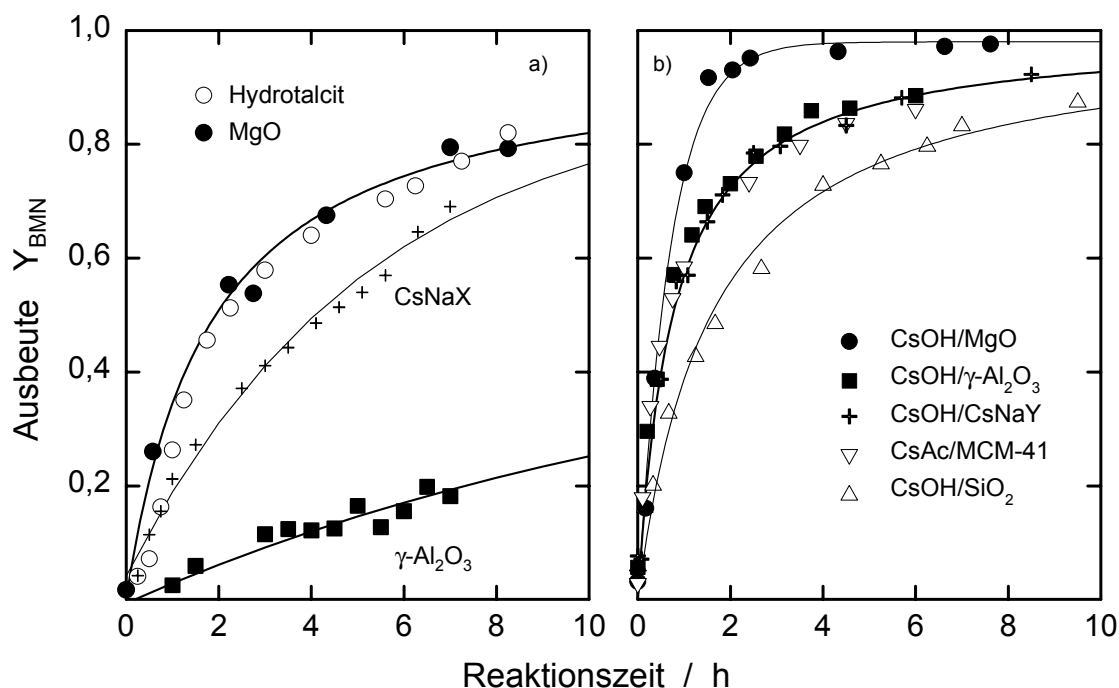 Ausbeute Y_BMN
1,0
0,8
0,6
0,4
0,2
a)
Hydrotalcit
MgO
CsNaX
γ-Al₂O₃
0 2 4 6 8 10
b)
CsOH/MgO
CsOH/γ-Al₂O₃
CsOH/CsNaY
CsAc/MCM-41
CsOH/SiO₂
0 2 4 6 8 10
Reaktionszeit / h